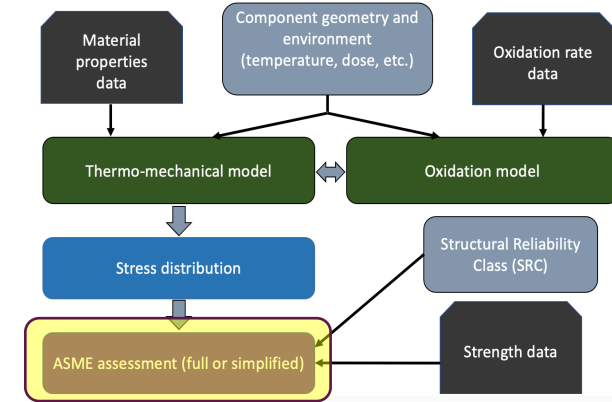 Material
properties
data
Component geometry and
environment
(temperature, dose, etc.)
Oxidation rate
data
Thermo-mechanical model
Oxidation model
Stress distribution
Structural Reliability
Class (SRC)
ASME assessment (full or simplified)
Strength data